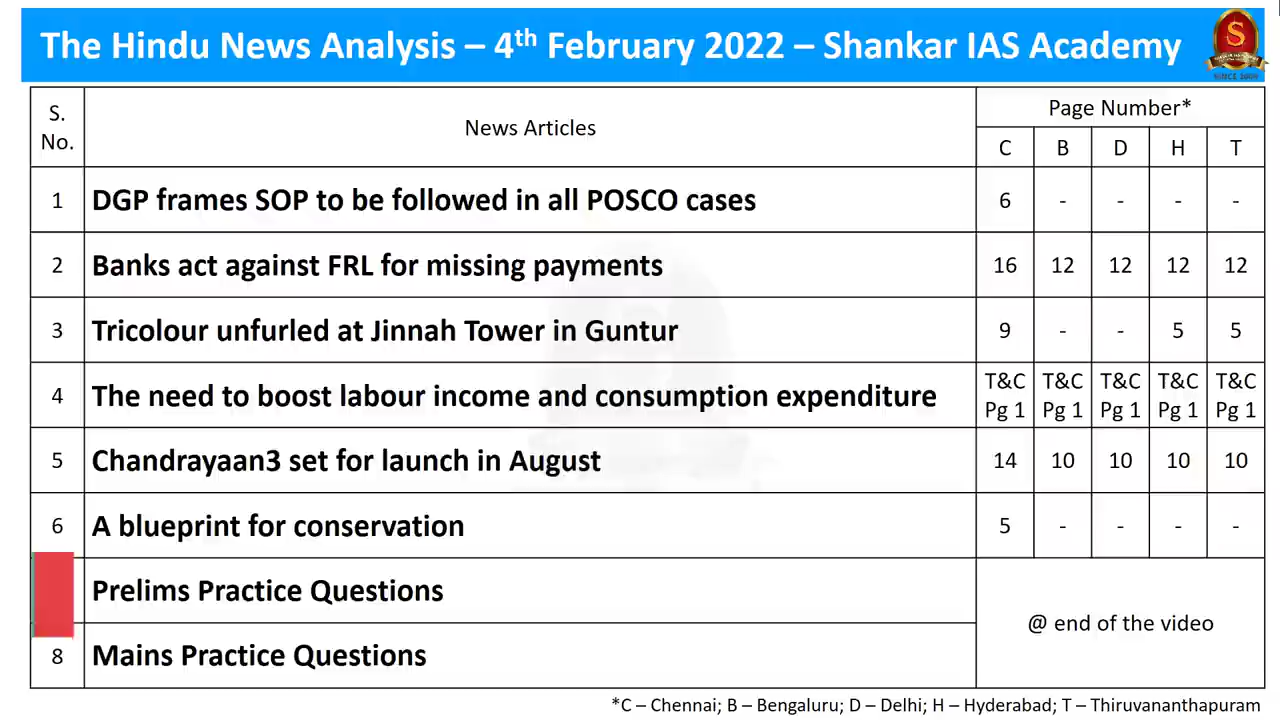 The Hindu News Analysis – 4th February 2022 – Shankar IAS Academy
S
SINCE 2004
S. No.
News Articles
Page Number*
C B D H T
1 DGP frames SOP to be followed in all POSCO cases 6 - - - -
2 Banks act against FRL for missing payments 16 12 12 12 12
3 Tricolour unfurled at Jinnah Tower in Guntur 9 - - 5 5
4 The need to boost labour income and consumption expenditure T&C Pg 1 T&C Pg 1 T&C Pg 1 T&C Pg 1 T&C Pg 1
5 Chandrayaan3 set for launch in August 14 10 10 10 10
6 A blueprint for conservation 5 - - - -
Prelims Practice Questions
@ end of the video
8 Mains Practice Questions
*C – Chennai; B – Bengaluru; D – Delhi; H – Hyderabad; T – Thiruvananthapuram